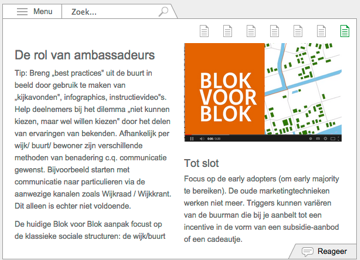 Menu
Zoek...
De rol van ambassadeurs
Tip: Breng „best practices” uit de buurt in
beeld door gebruik te maken van
„kijkavonden”, infographics, instructievideo”s.
Help deelnemers bij het dilemma „niet kunnen
kiezen, maar wel willen kiezen” door het delen
van ervaringen van bekenden. Afhankelijk per
wijk/ buurt/ bewoner zijn verschillende
methoden van benadering c.q. communicatie
gewenst. Bijvoorbeeld starten met
communicatie naar particulieren via de
aanwezige kanalen zoals Wijkraad / Wijkkrant.
Dit alleen is echter niet voldoende.
De huidige Blok voor Blok aanpak focust op
de klassieke sociale structuren: de wijk/buurt
BLOK
VOOR
BLOK
Tot slot
Focus op de early adopters (om early majority
te bereiken). De oude marketingtechnieken
werken niet meer. Triggers kunnen variëren
van de buurman die bij je aanbelt tot een
incentive in de vorm van een subsidie-aanbod
of een cadeautje.
Reageer